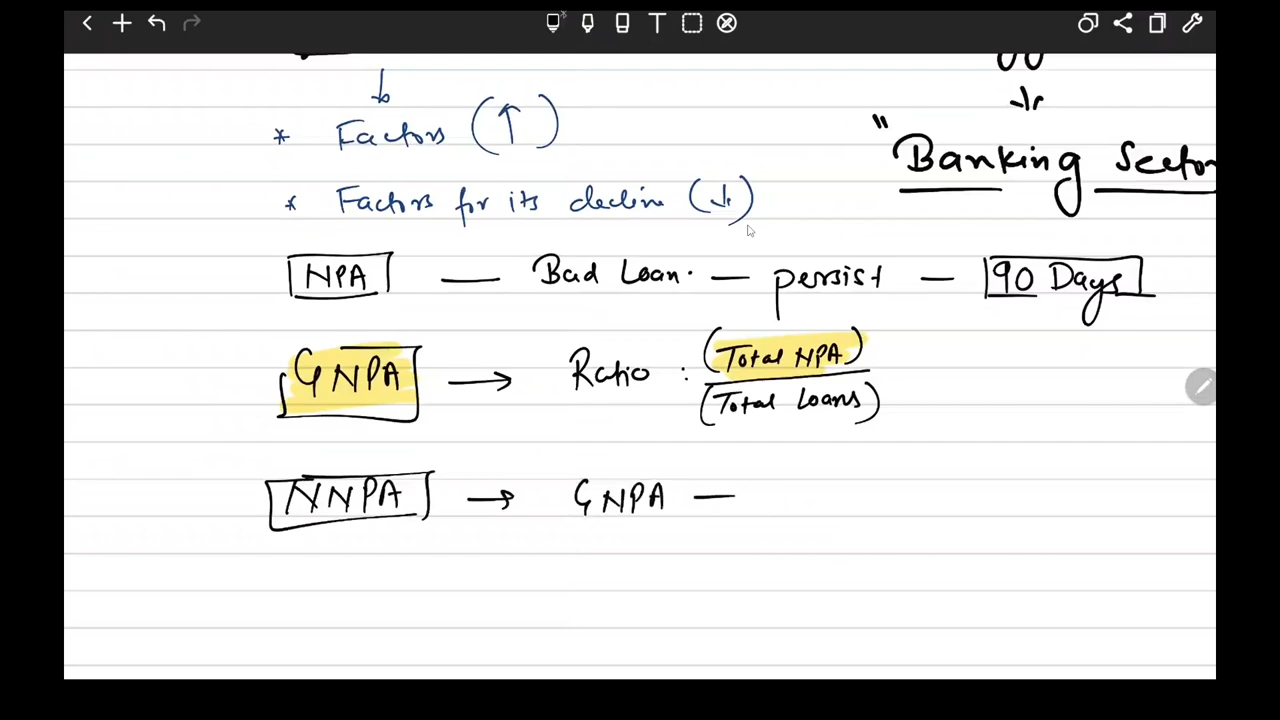 * Factors (↑)
* Factors for its decline (↓)
"Banking Sector
NPA — Bad Loan. — persist — 90 Days
GNPA → Ratio : (Total NPA)
(Total Loans)
NNPA → GNPA —